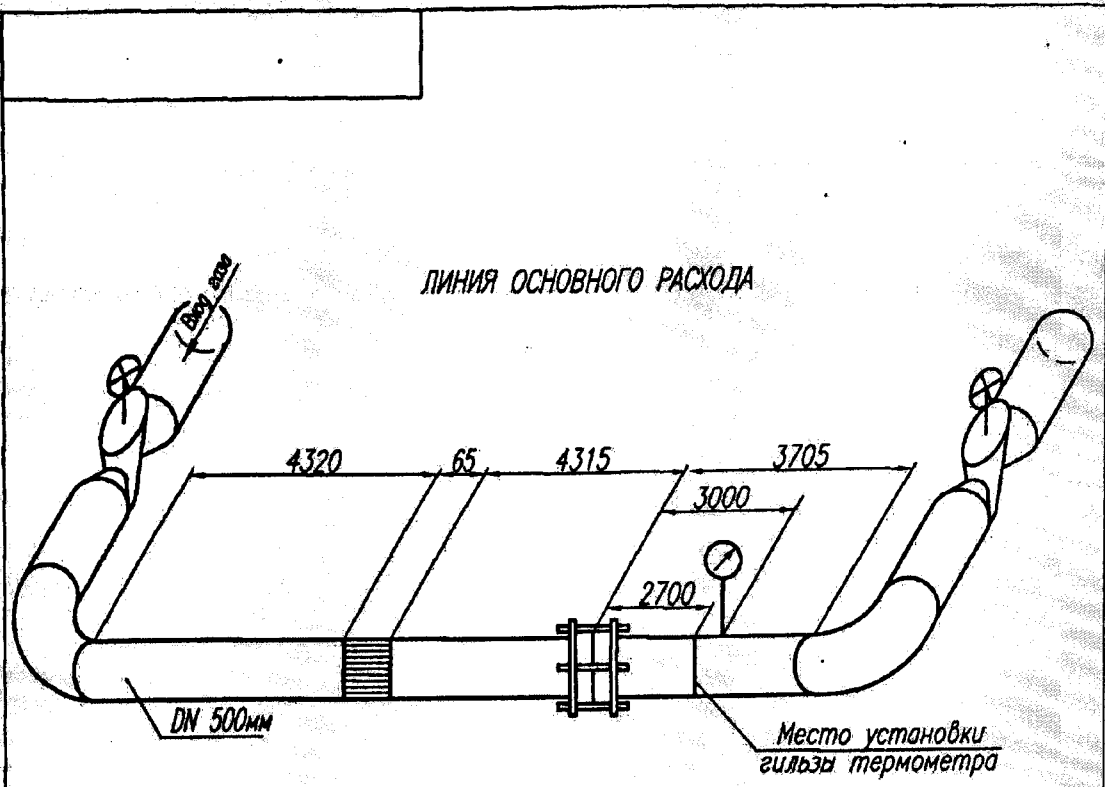 Вход газа
ЛИНИЯ ОСНОВНОГО РАСХОДА
4320
65
4315
3705
3000
2700
DN 500мм
Место установки
гильзы термометра